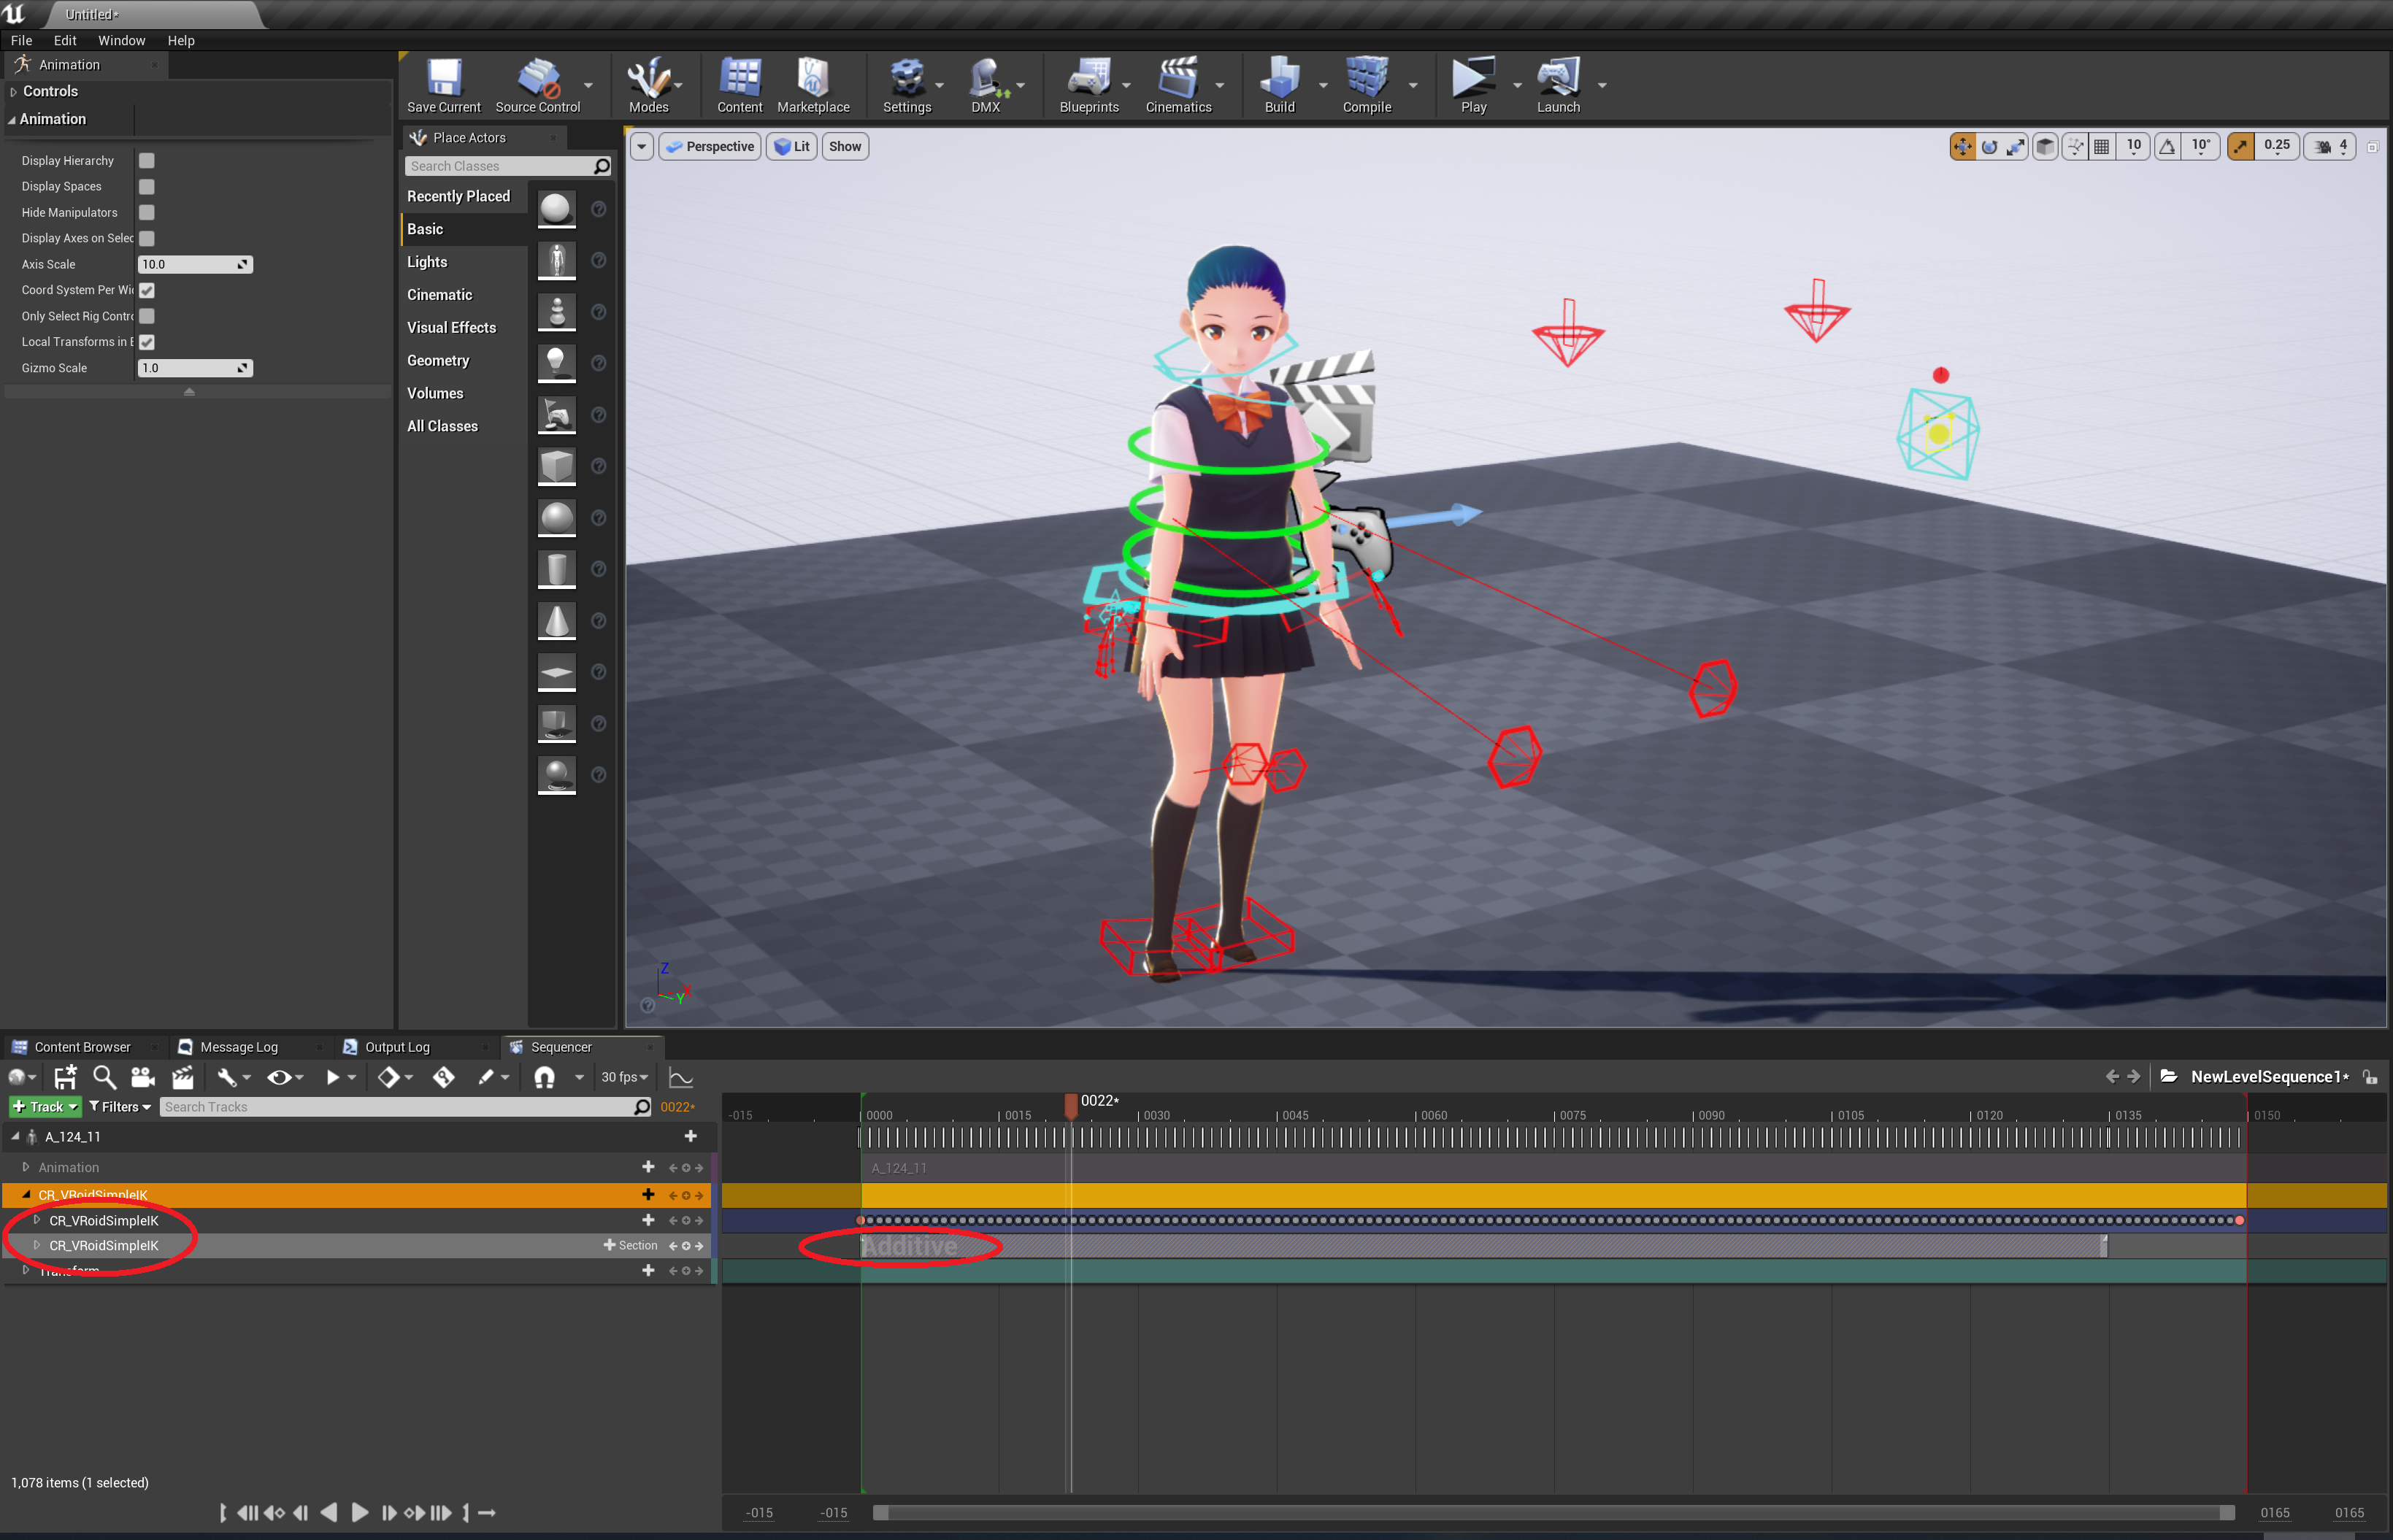 Untitled*
File Edit Window Help
Animation
Controls
Animation
Display Hierarchy
Display Spaces
Hide Manipulators
Display Axes on Selec
Axis Scale 10.0
Coord System Per Wi
Only Select Rig Contr
Local Transforms in E
Gizmo Scale 1.0
Save Current Source Control Modes Content Marketplace Settings DMX Blueprints Cinematics Build Compile Play Launch
Place Actors
Search Classes
Recently Placed
Basic
Lights
Cinematic
Visual Effects
Geometry
Volumes
All Classes
Perspective Lit Show
10 10° 0.25 4
Z
X
Y
Content Browser Message Log Output Log Sequencer
30 fps
NewLevelSequence1*
Track Filters Search Tracks 0022*
0022*
-015 0000 0015 0030 0045 0060 0075 0090 0105 0120 0135 0150
A_124_11
Animation
A_124_11
CR_VRoidSimpleIK
CR_VRoidSimpleIK
CR_VRoidSimpleIK
Section
Additive
Transform
1,078 items (1 selected)
-015 -015 0165 0165